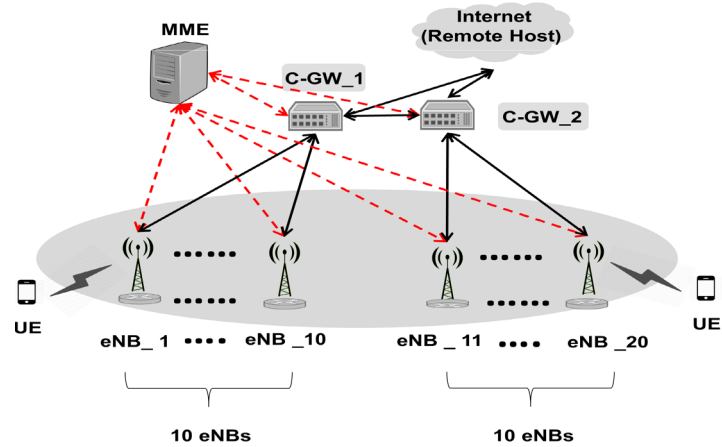 Internet
(Remote Host)
MME
C-GW_1
C-GW_2
UE
UE
eNB_ 1
eNB _10
eNB _ 11
eNB _20
10 eNBs
10 eNBs